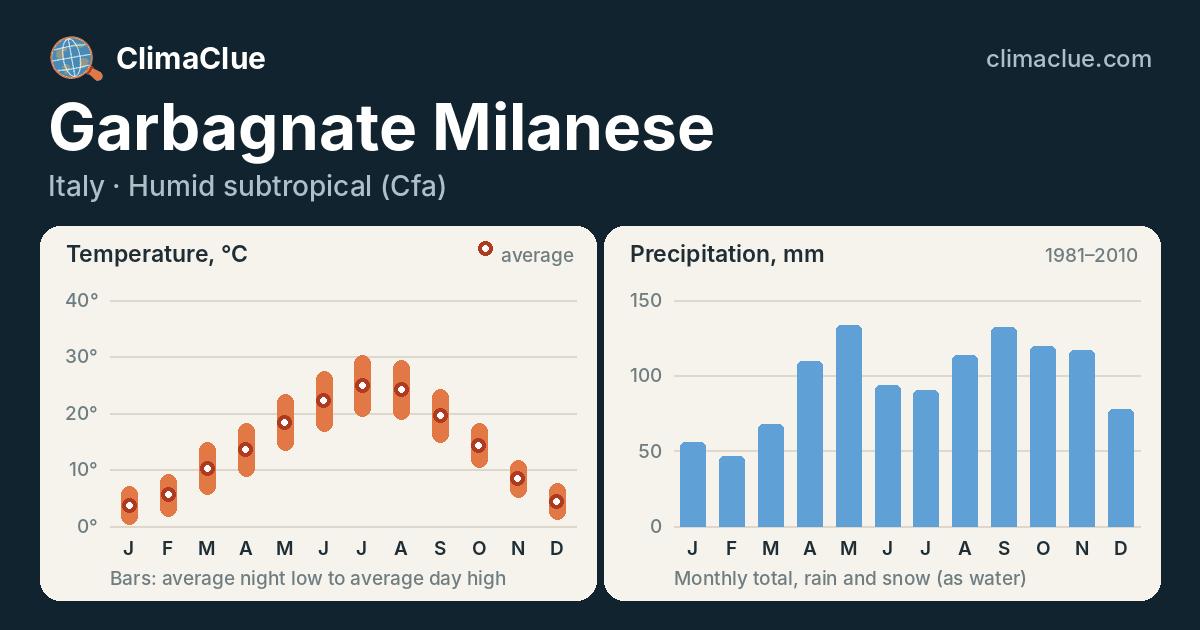 ClimaClue
climaclue.com
Garbagnate Milanese
Italy · Humid subtropical (Cfa)
Temperature, °C
average
40°
30°
20°
10°
0°
J F M A M J J A S O N D
Bars: average night low to average day high
Precipitation, mm
1981–2010
150
100
50
0
J F M A M J J A S O N D
Monthly total, rain and snow (as water)